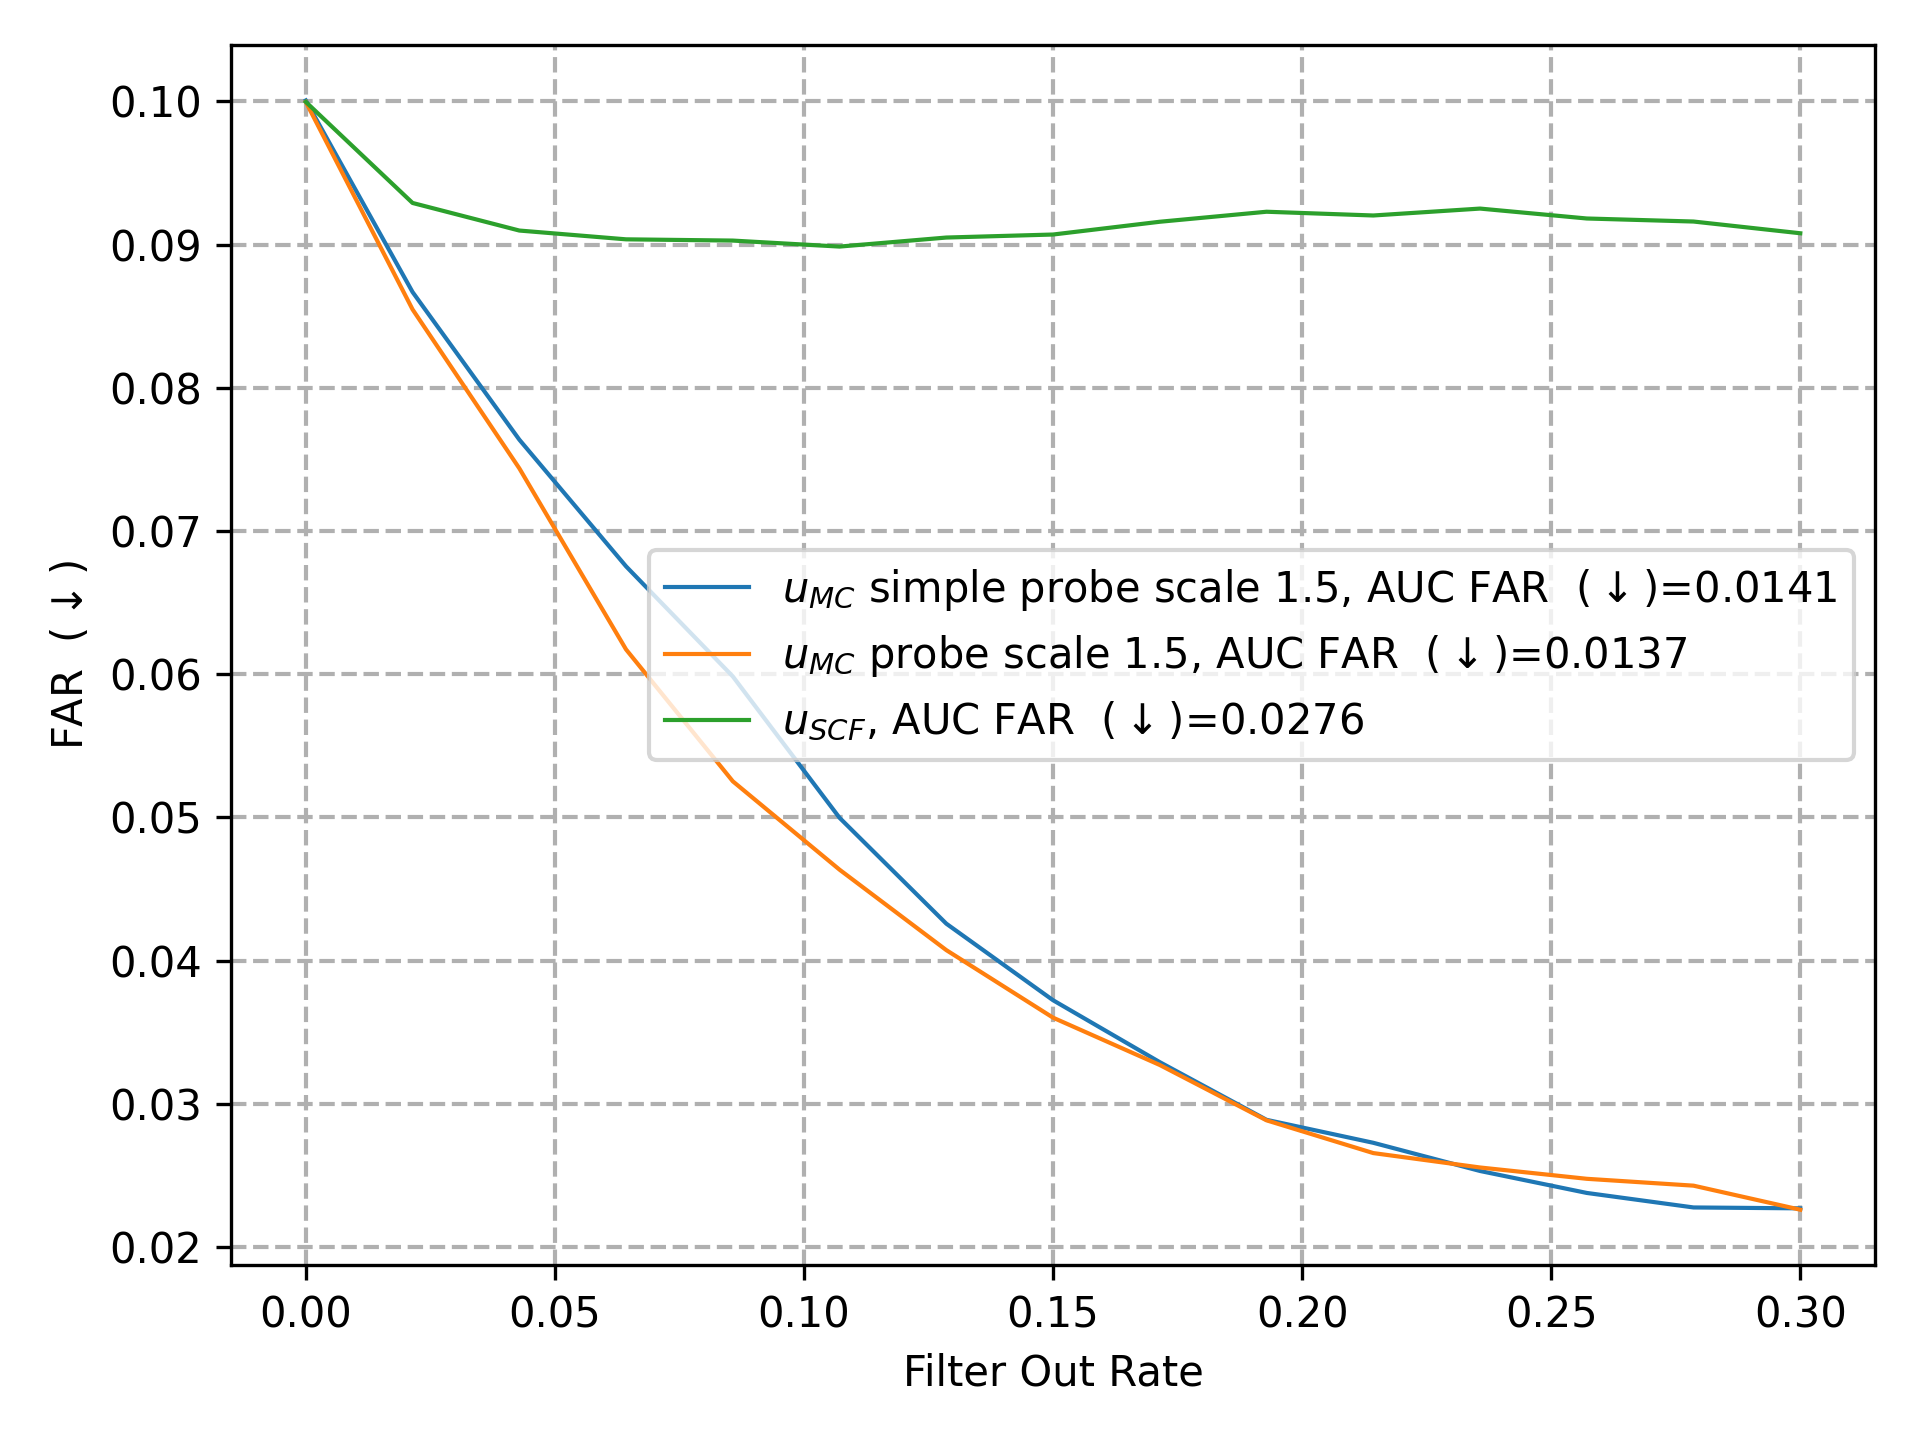 0.10
0.09
0.08
0.07
0.06
0.05
0.04
0.03
0.02
FAR (↓)
u_MC simple probe scale 1.5, AUC FAR (↓)=0.0141
u_MC probe scale 1.5, AUC FAR (↓)=0.0137
u_SCF, AUC FAR (↓)=0.0276
0.00 0.05 0.10 0.15 0.20 0.25 0.30
Filter Out Rate